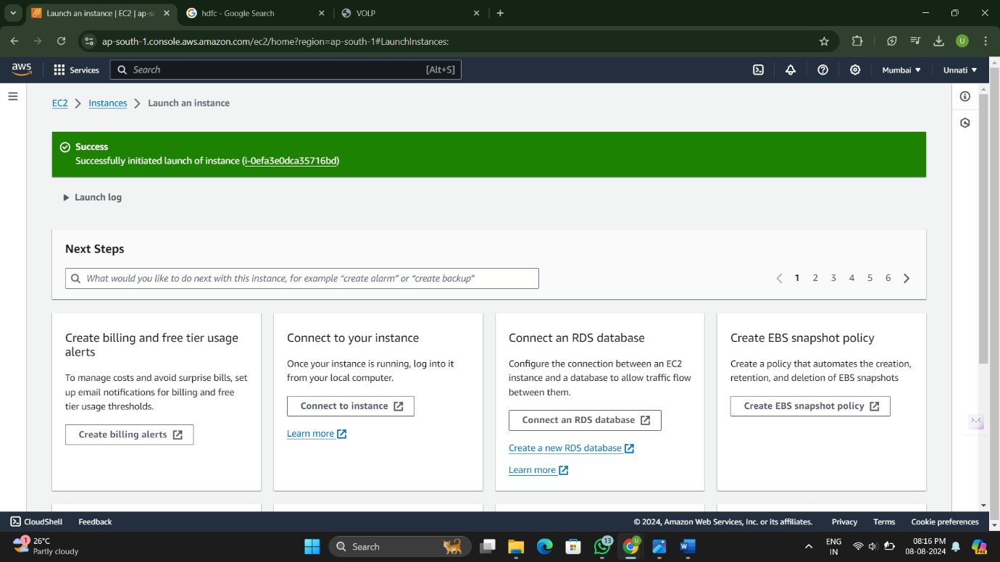 Launch an instance | EC2 | ap-sc
hdfc - Google Search
VOLP
ap-south-1.console.aws.amazon.com/ec2/home?region=ap-south-1#LaunchInstances:
U
aws
Services
Search
[Alt+S]
Mumbai
Unnati
EC2
Instances
Launch an instance
Success
Successfully initiated launch of instance (i-0efa3e0dca35716bd)
Launch log
Next Steps
What would you like to do next with this instance, for example "create alarm" or "create backup"
1 2 3 4 5 6
Create billing and free tier usage
alerts
To manage costs and avoid surprise bills, set
up email notifications for billing and free
tier usage thresholds.
Create billing alerts
Connect to your instance
Once your instance is running, log into it
from your local computer.
Connect to instance
Learn more
Connect an RDS database
Configure the connection between an EC2
instance and a database to allow traffic flow
between them.
Connect an RDS database
Create a new RDS database
Learn more
Create EBS snapshot policy
Create a policy that automates the creation,
retention, and deletion of EBS snapshots
Create EBS snapshot policy
CloudShell
Feedback
© 2024, Amazon Web Services, Inc. or its affiliates.
Privacy
Terms
Cookie preferences
1
26°C
Partly cloudy
Search
13
U
W
ENG
IN
08:16 PM
08-08-2024
PRE